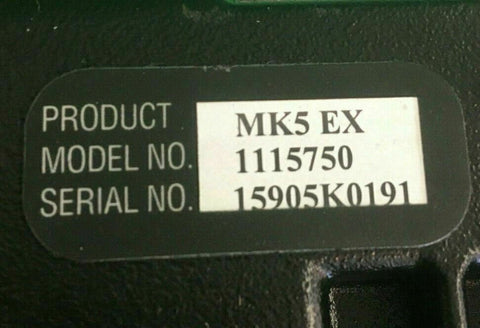 PRODUCT MK5 EX
MODEL NO. 1115750
SERIAL NO. 15905K0191